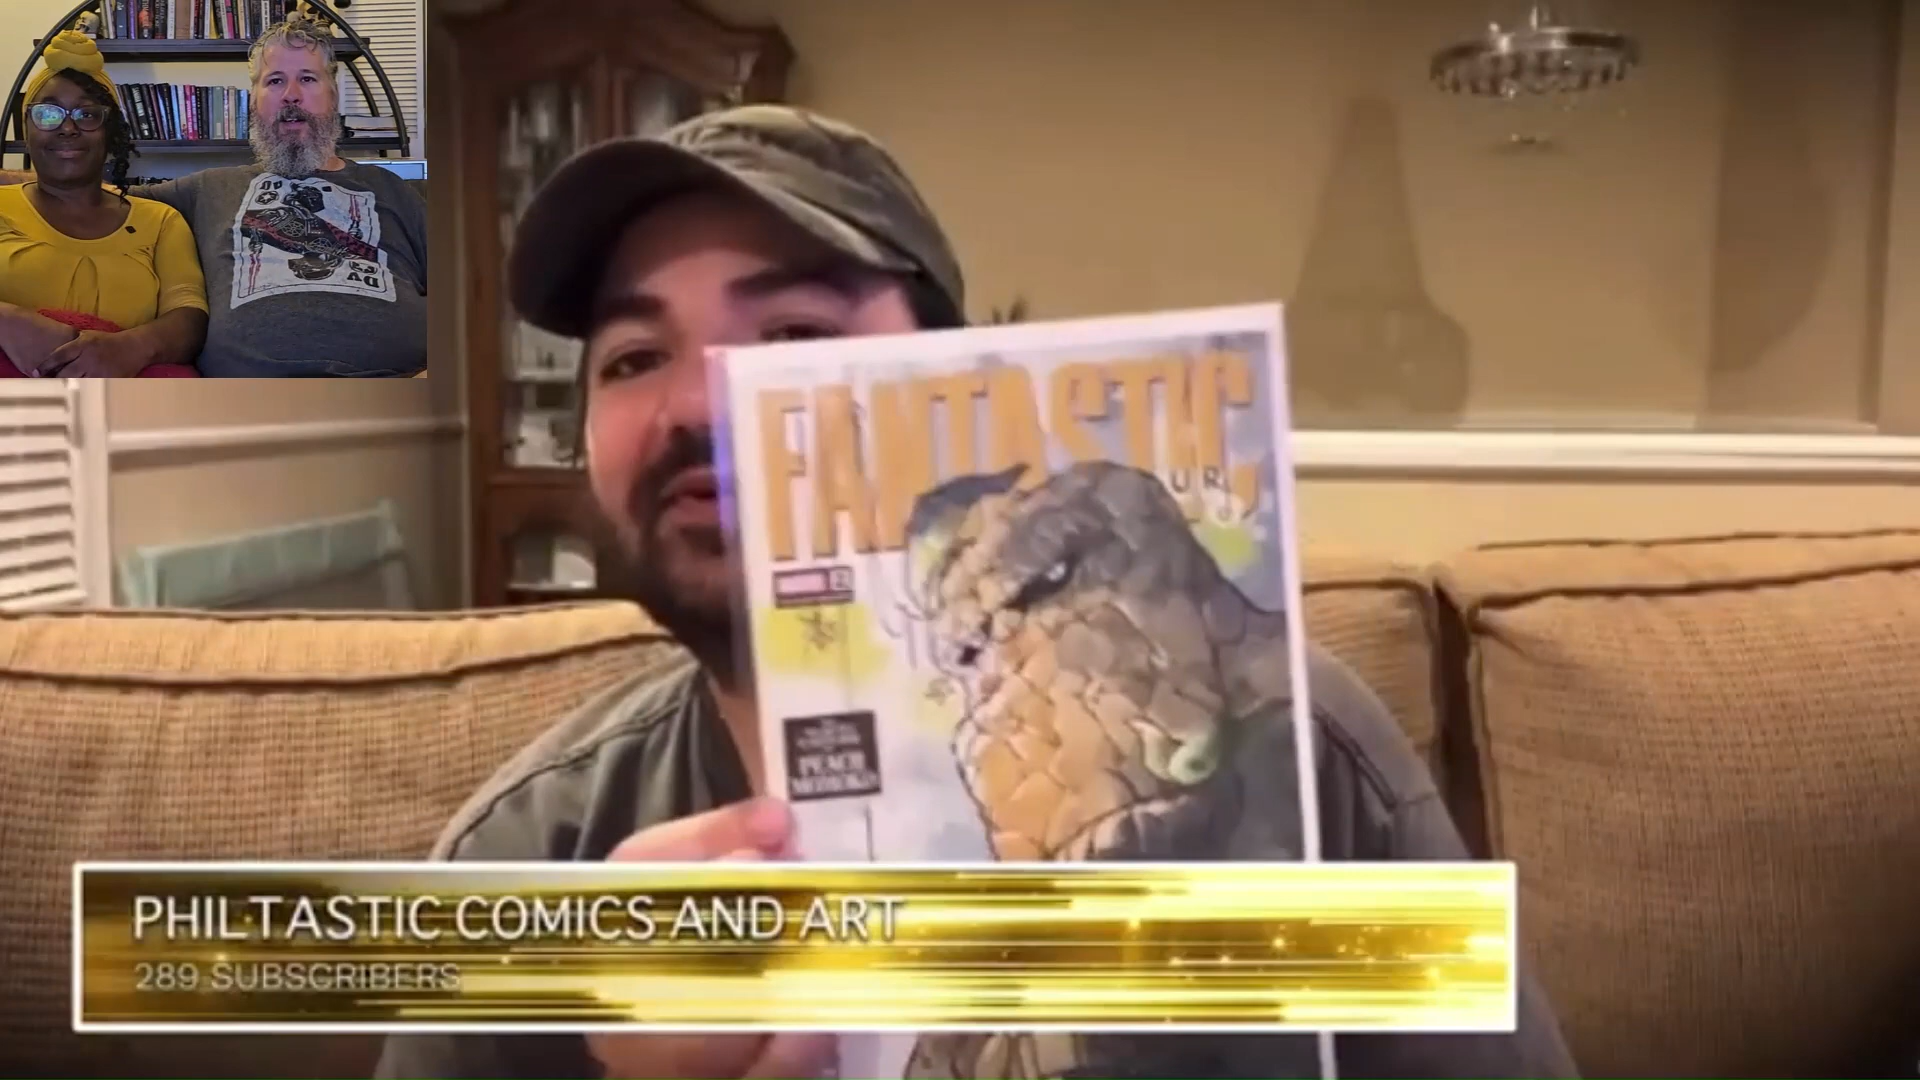 FANTASTIC
PEACH
MOMOKO
PHILTASTIC COMICS AND ART
289 SUBSCRIBERS